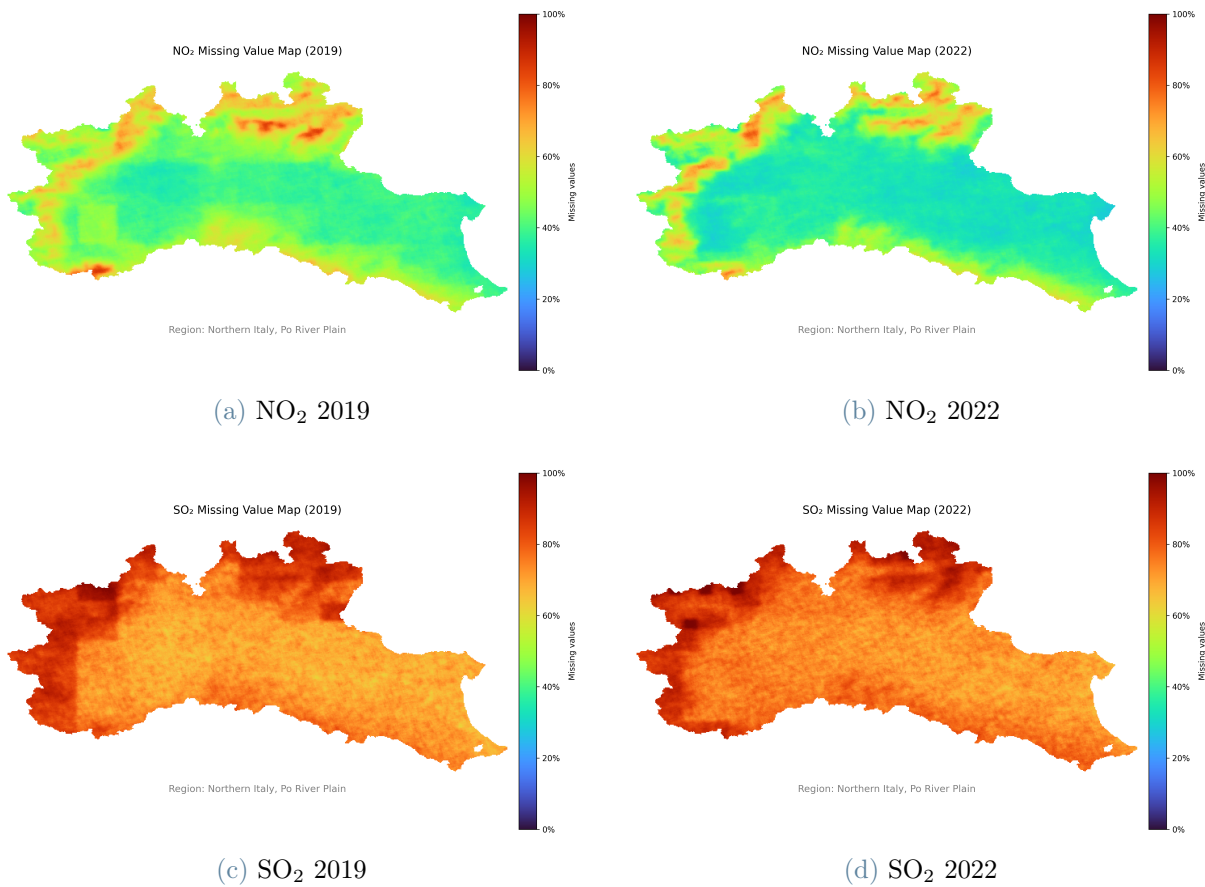 NO₂ Missing Value Map (2019)
100%
80%
60%
40%
20%
0%
Missing values
Region: Northern Italy, Po River Plain
(a) NO₂ 2019
NO₂ Missing Value Map (2022)
100%
80%
60%
40%
20%
0%
Missing values
Region: Northern Italy, Po River Plain
(b) NO₂ 2022
SO₂ Missing Value Map (2019)
100%
80%
60%
40%
20%
0%
Missing values
Region: Northern Italy, Po River Plain
(c) SO₂ 2019
SO₂ Missing Value Map (2022)
100%
80%
60%
40%
20%
0%
Missing values
Region: Northern Italy, Po River Plain
(d) SO₂ 2022